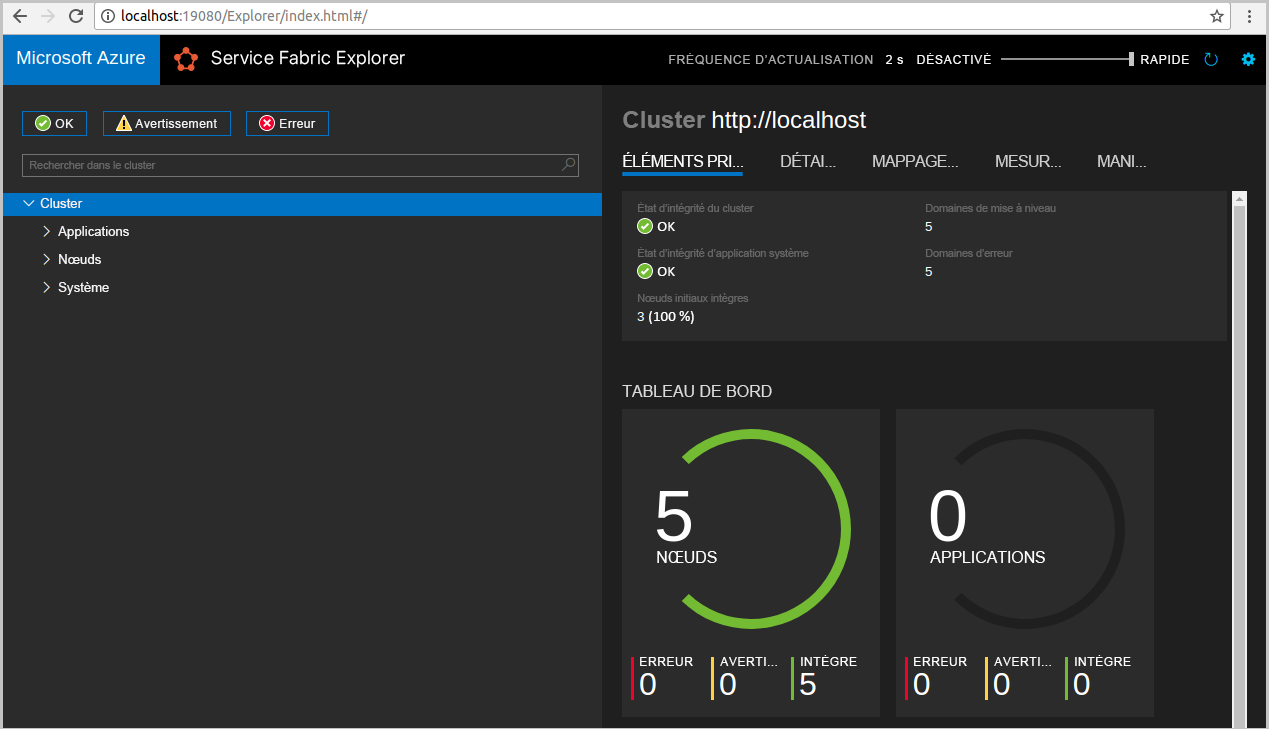 localhost:19080/Explorer/index.html#/
Microsoft Azure
Service Fabric Explorer
FRÉQUENCE D'ACTUALISATION 2 s DÉSACTIVÉ RAPIDE
OK
Avertissement
Erreur
Rechercher dans le cluster
Cluster
Applications
Nœuds
Système
Cluster http://localhost
ÉLÉMENTS PRI... DÉTAI... MAPPAGE... MESUR... MANI...
État d'intégrité du cluster
OK
Domaines de mise à niveau
5
État d'intégrité d'application système
OK
Domaines d'erreur
5
Nœuds initiaux intègres
3 (100 %)
TABLEAU DE BORD
5
NŒUDS
ERREUR AVERTI... INTÈGRE
0 0 5
0
APPLICATIONS
ERREUR AVERTI... INTÈGRE
0 0 0